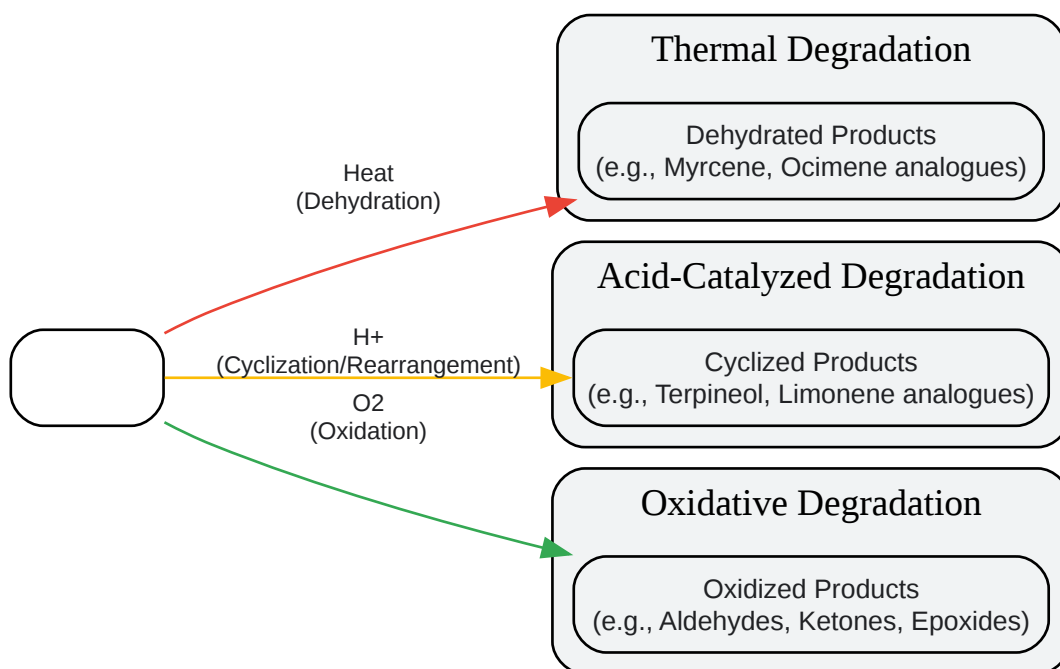 Thermal Degradation
Dehydrated Products
(e.g., Myrcene, Ocimene analogues)
Heat
(Dehydration)
Acid-Catalyzed Degradation
H+
(Cyclization/Rearrangement)
Cyclized Products
(e.g., Terpineol, Limonene analogues)
O2
(Oxidation)
Oxidative Degradation
Oxidized Products
(e.g., Aldehydes, Ketones, Epoxides)